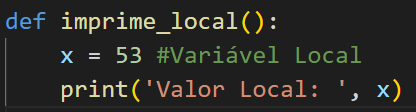 def imprime_local():
    x = 53 #Variável Local
    print('Valor Local: ', x)